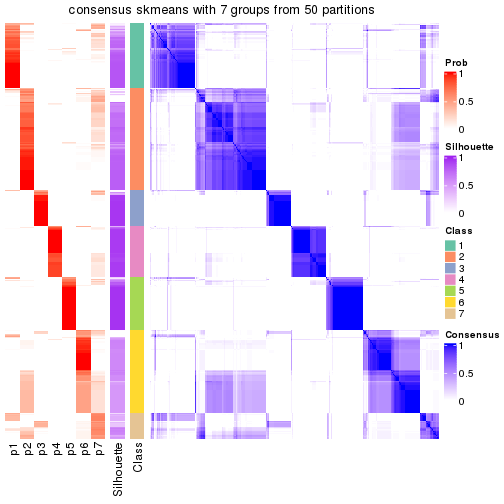 consensus skmeans with 7 groups from 50 partitions
Prob
1
0.5
0
Silhouette
1
0.5
0
Class
1
2
3
4
5
6
7
Consensus
1
0.5
0
p1
p2
p3
p4
p5
p6
p7
Silhouette
Class